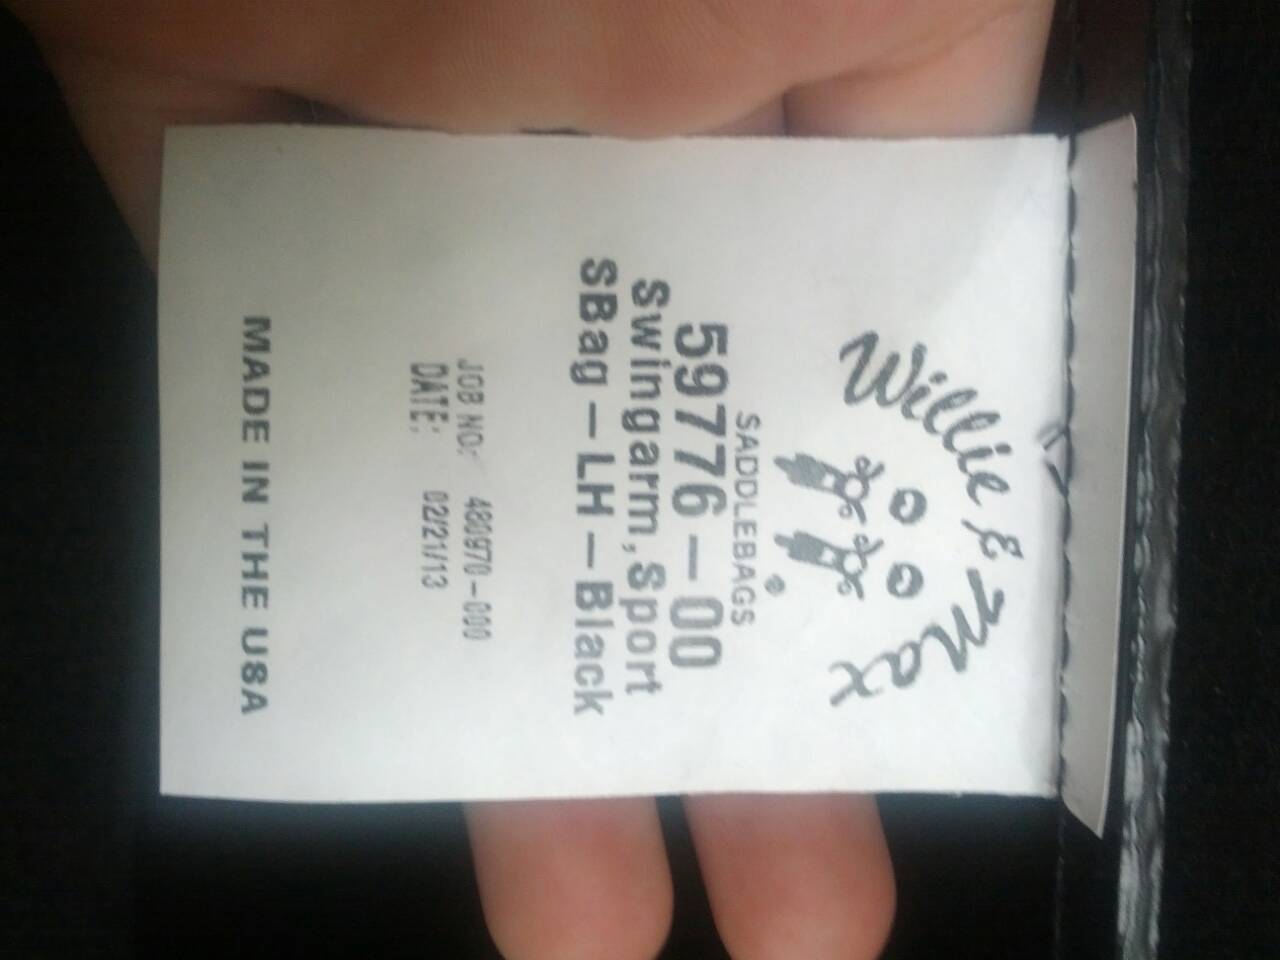 Willie & Max
SADDLEBAGS ®
59776-00
Swingarm,Sport
SBag-LH-Black
JOB NO: 480970-000
DATE: 02/21/13
MADE IN THE USA